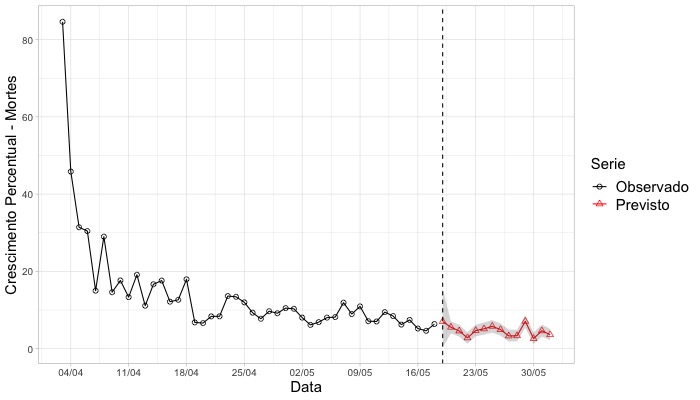 Crescimento Percentual - Mortes
80
60
40
20
0
04/04 11/04 18/04 25/04 02/05 09/05 16/05 23/05 30/05
Data
Serie
Observado
Previsto